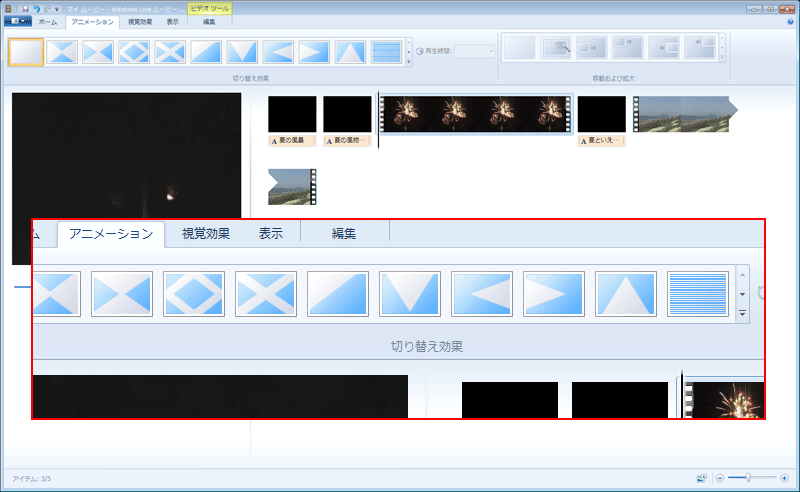 マイ ムービー - Windows Live ムービー ...
ビデオ ツール
ホーム
アニメーション
視覚効果
表示
編集
再生時間:
切り替え効果
移動および拡大
A 夏の風景
A 夏の風物...
A 夏といえ...
ム
アニメーション
視覚効果
表示
編集
切り替え効果
アイテム: 3/5